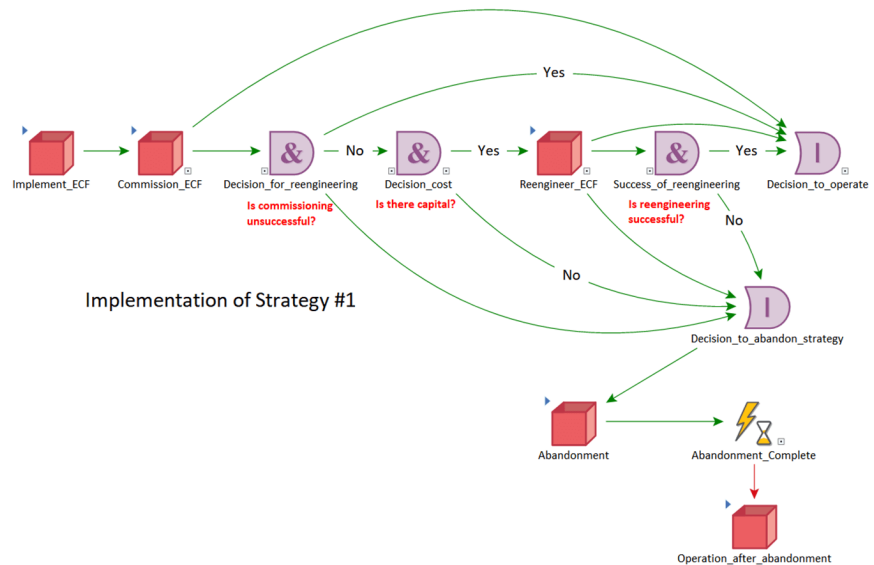 Yes
Implement_ECF
Commission_ECF
&
Decision_for_reengineering
No
&
Decision_cost
Yes
Reengineer_ECF
&
Success_of_reengineering
Yes
I
Decision_to_operate
Is commissioning
unsuccessful?
Is there capital?
Is reengineering
successful?
No
No
Implementation of Strategy #1
I
Decision_to_abandon_strategy
Abandonment
Abandonment_Complete
Operation_after_abandonment